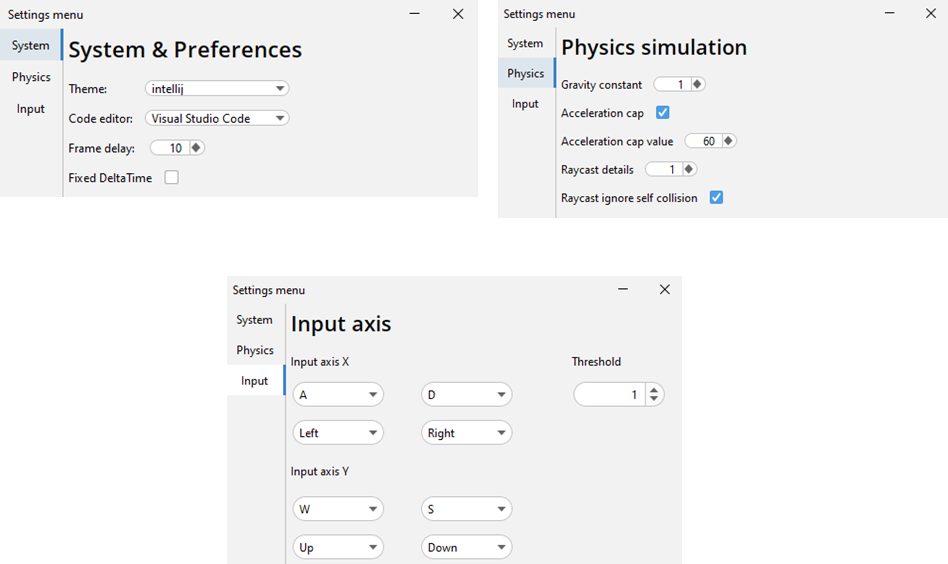 Settings menu
System
Physics
Input
System & Preferences
Theme: intellij
Code editor: Visual Studio Code
Frame delay: 10
Fixed DeltaTime
Settings menu
System
Physics
Input
Physics simulation
Gravity constant 1
Acceleration cap
Acceleration cap value 60
Raycast details 1
Raycast ignore self collision
Settings menu
System
Physics
Input
Input axis
Input axis X Threshold
A D 1
Left Right
Input axis Y
W S
Up Down